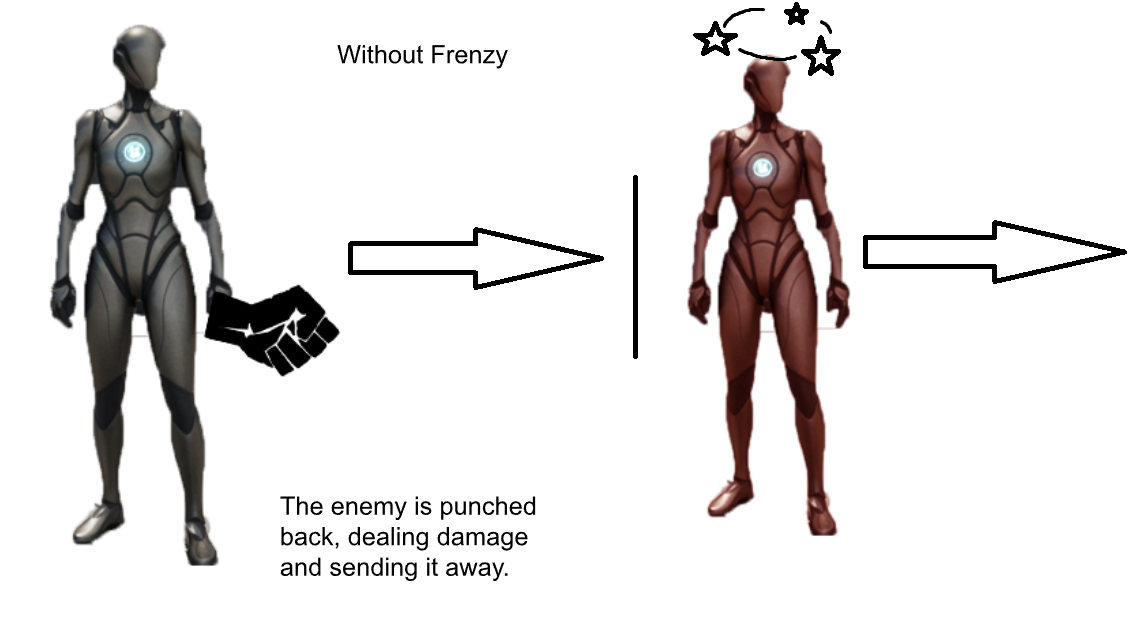 Without Frenzy
The enemy is punched
back, dealing damage
and sending it away.